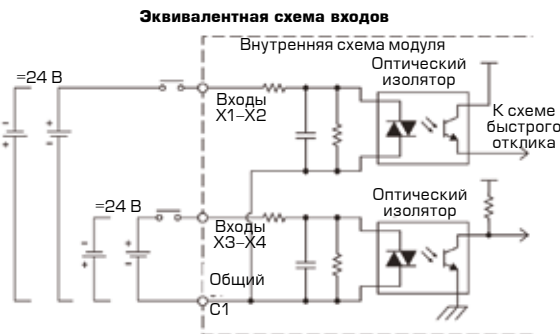 Эквивалентная схема входов
Внутренняя схема модуля
Оптический
изолятор
=24 В
Входы
X1–X2
К схеме
быстрого
отклика
=24 В
Входы
X3–X4
Оптический
изолятор
Общий
C1